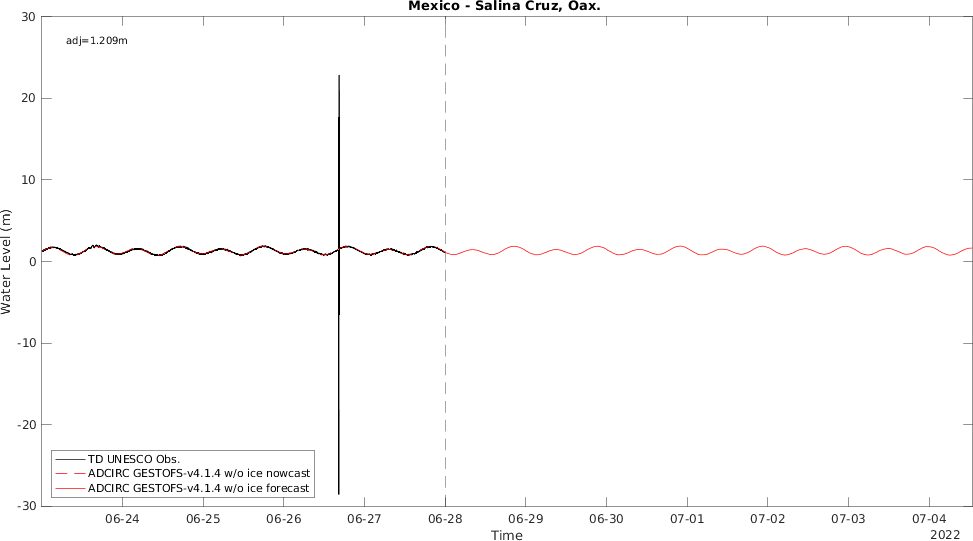 Mexico - Salina Cruz, Oax.
adj=1.209m
Water Level (m)
30
20
10
0
-10
-20
-30
TD UNESCO Obs.
ADCIRC GESTOFS-v4.1.4 w/o ice nowcast
ADCIRC GESTOFS-v4.1.4 w/o ice forecast
06-24 06-25 06-26 06-27 06-28 06-29 06-30 07-01 07-02 07-03 07-04
2022
Time